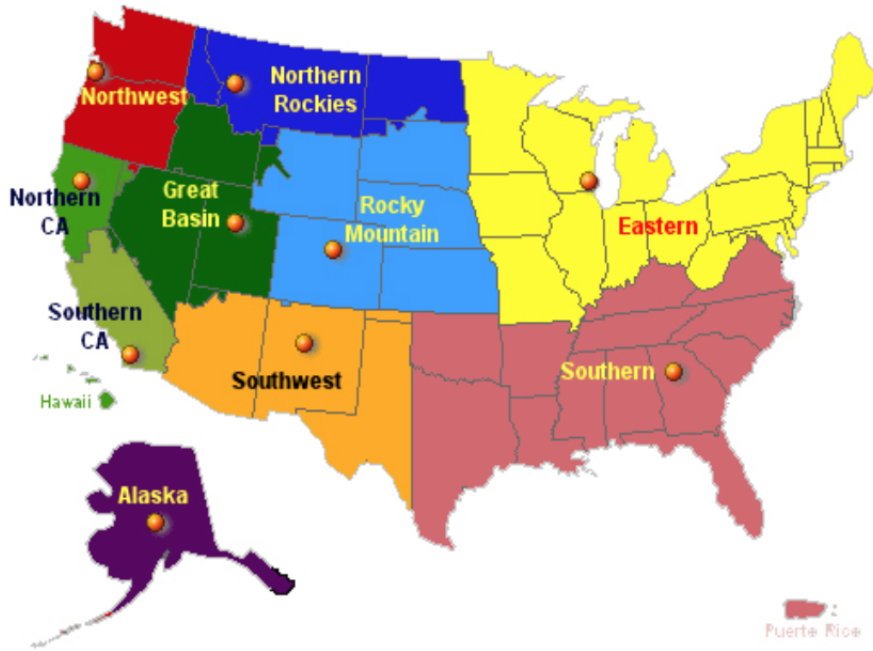 Northern
Rockies
Northwest
Northern
CA
Great
Basin
Rocky
Mountain
Eastern
Southern
CA
Southwest
Southern
Hawaii
Alaska
Puerto Rico